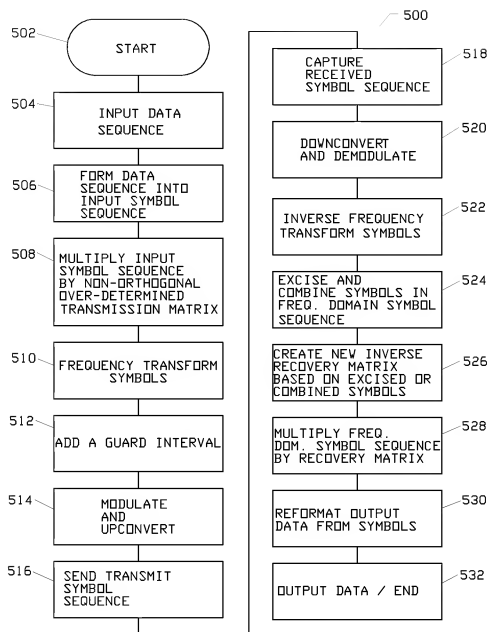 500
502
START
504
INPUT DATA
SEQUENCE
506
FORM DATA
SEQUENCE INTO
INPUT SYMBOL
SEQUENCE
508
MULTIPLY INPUT
SYMBOL SEQUENCE
BY NON-ORTHOGONAL
OVER-DETERMINED
TRANSMISSION MATRIX
510
FREQUENCY TRANSFORM
SYMBOLS
512
ADD A GUARD INTERVAL
514
MODULATE
AND
UPCONVERT
516
SEND TRANSMIT
SYMBOL
SEQUENCE
518
CAPTURE
RECEIVED
SYMBOL SEQUENCE
520
DOWNCONVERT
AND DEMODULATE
522
INVERSE FREQUENCY
TRANSFORM SYMBOLS
524
EXCISE AND
COMBINE SYMBOLS IN
FREQ. DOMAIN SYMBOL
SEQUENCE
526
CREATE NEW INVERSE
RECOVERY MATRIX
BASED ON EXCISED OR
COMBINED SYMBOLS
528
MULTIPLY FREQ.
DOM. SYMBOL SEQUENCE
BY RECOVERY MATRIX
530
REFORMAT OUTPUT
DATA FROM SYMBOLS
532
OUTPUT DATA / END